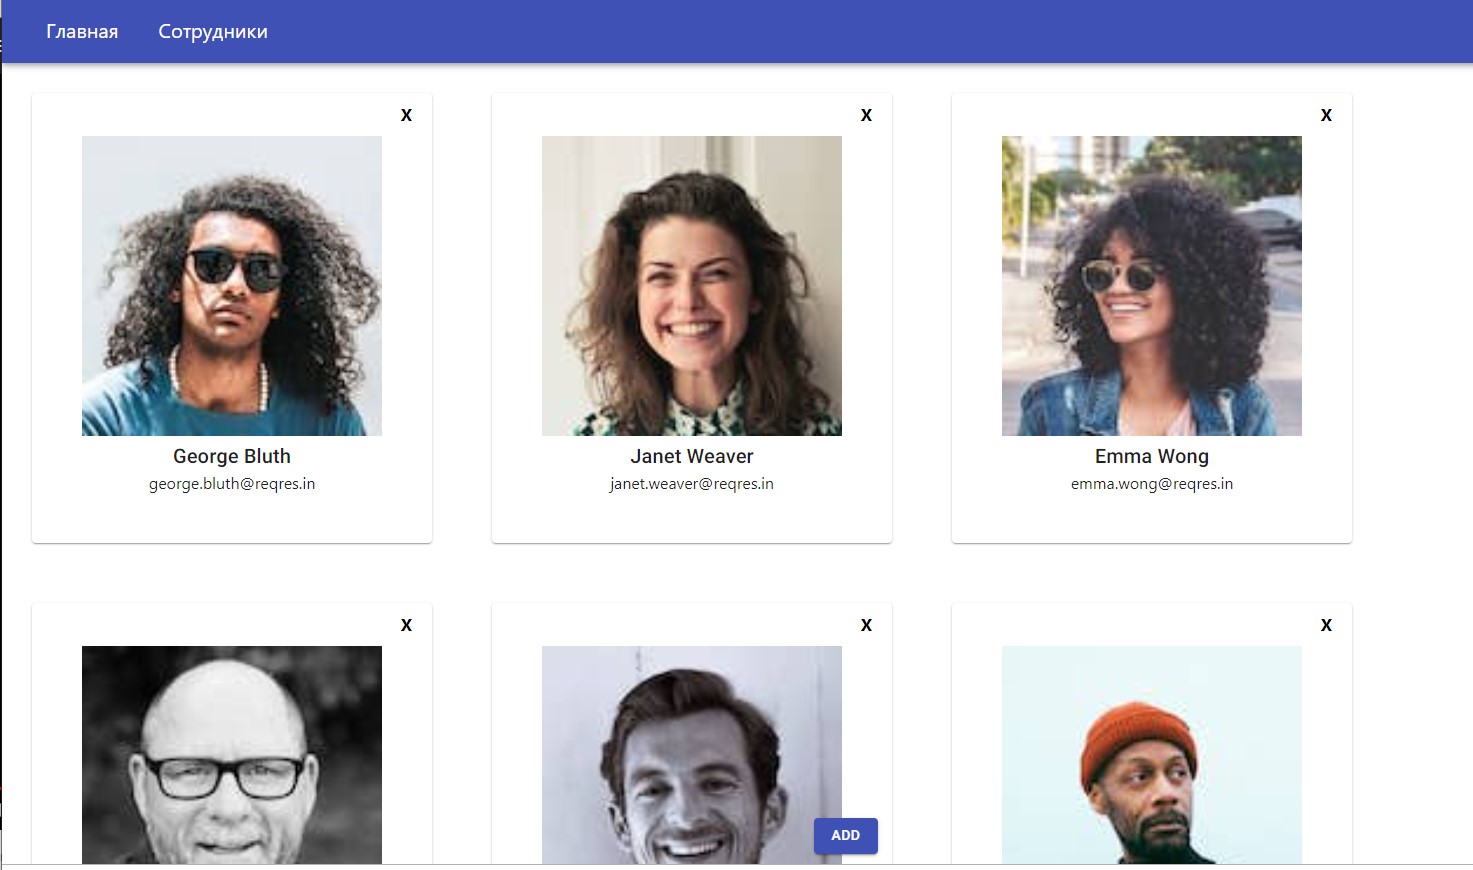 Главная Сотрудники
X X X
George Bluth Janet Weaver Emma Wong
george.bluth@reqres.in janet.weaver@reqres.in emma.wong@reqres.in
X X X
ADD